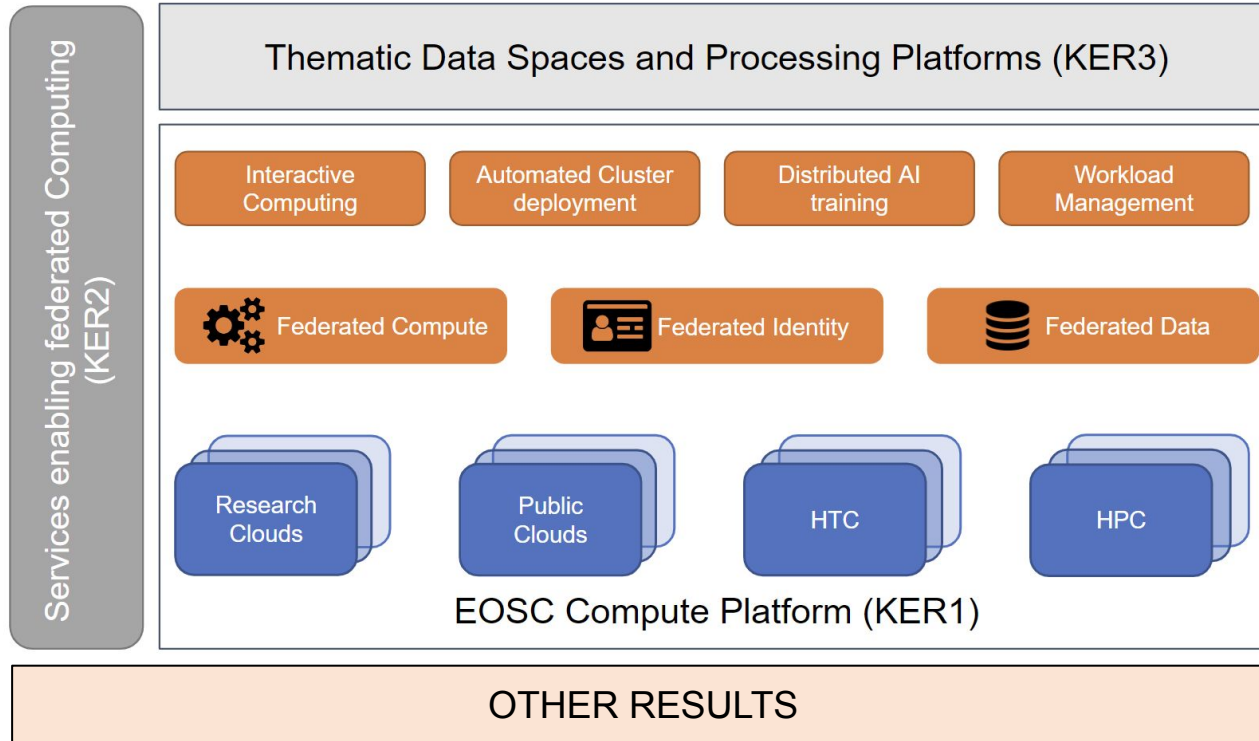 Services enabling federated Computing
(KER2)
Thematic Data Spaces and Processing Platforms (KER3)
Interactive
Computing
Automated Cluster
deployment
Distributed AI
training
Workload
Management
Federated Compute
Federated Identity
Federated Data
Research
Clouds
Public
Clouds
HTC
HPC
EOSC Compute Platform (KER1)
OTHER RESULTS